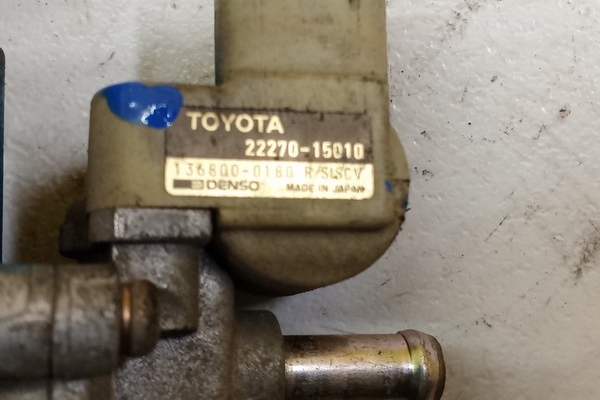 TOYOTA
22270-15010
136800-0180 R/SLSCV
DENSO MADE IN JAPAN